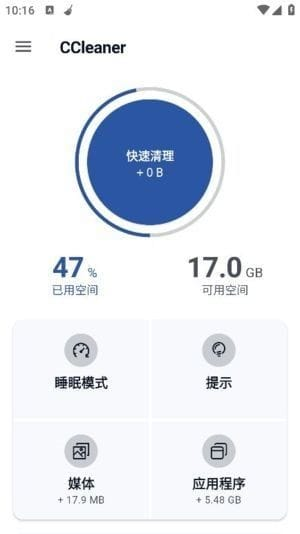 10:16
CCleaner
快速清理
+ 0 B
47 %
已用空间
17.0 GB
可用空间
睡眠模式
提示
媒体
+ 17.9 MB
应用程序
+ 5.48 GB